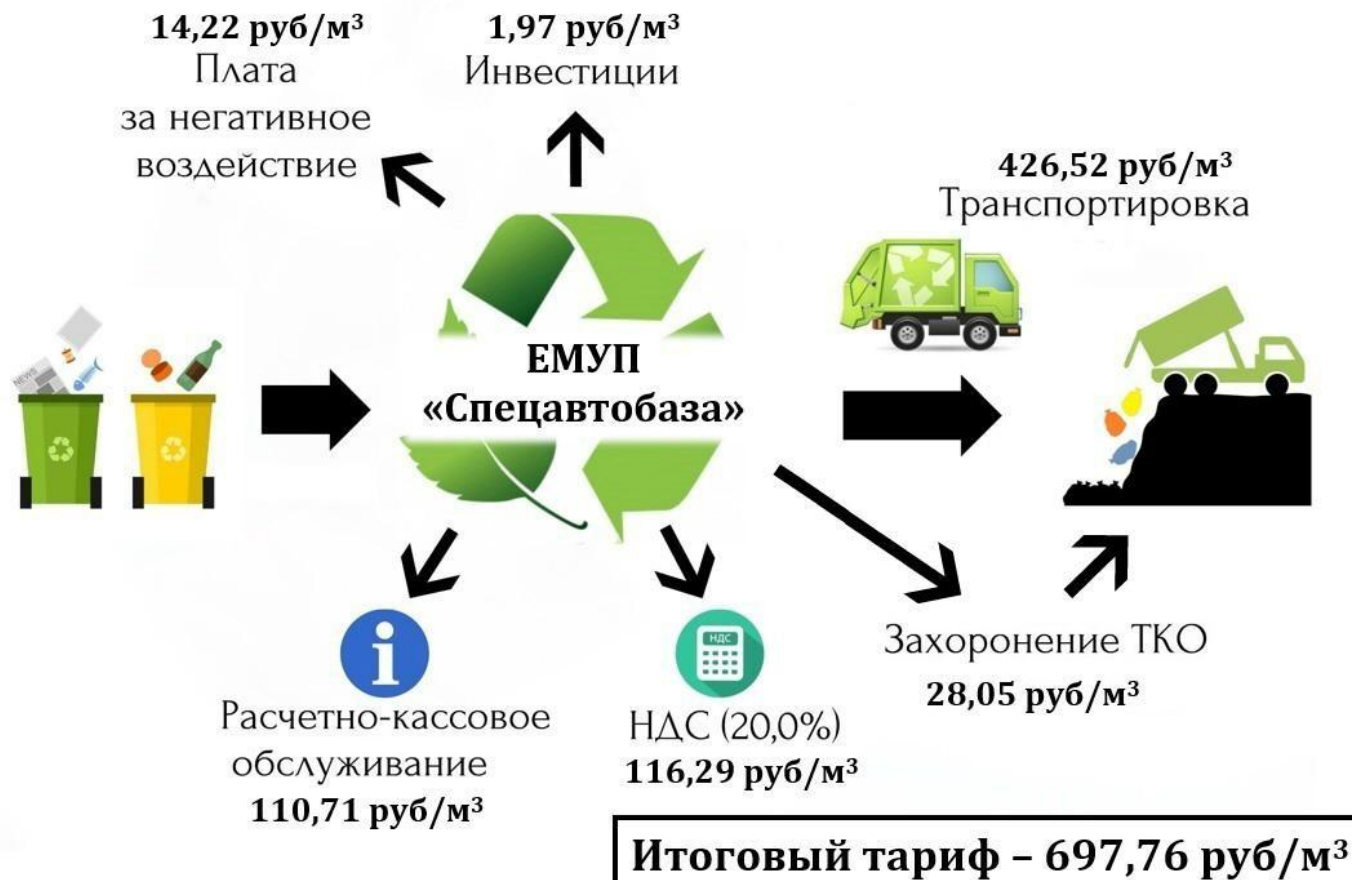 14,22 руб/м³
Плата
за негативное
воздействие
1,97 руб/м³
Инвестиции
426,52 руб/м³
Транспортировка
NEWS
ЕМУП
«Спецавтобаза»
Расчетно-кассовое
обслуживание
110,71 руб/м³
НДС
НДС (20,0%)
116,29 руб/м³
Захоронение ТКО
28,05 руб/м³
Итоговый тариф – 697,76 руб/м³